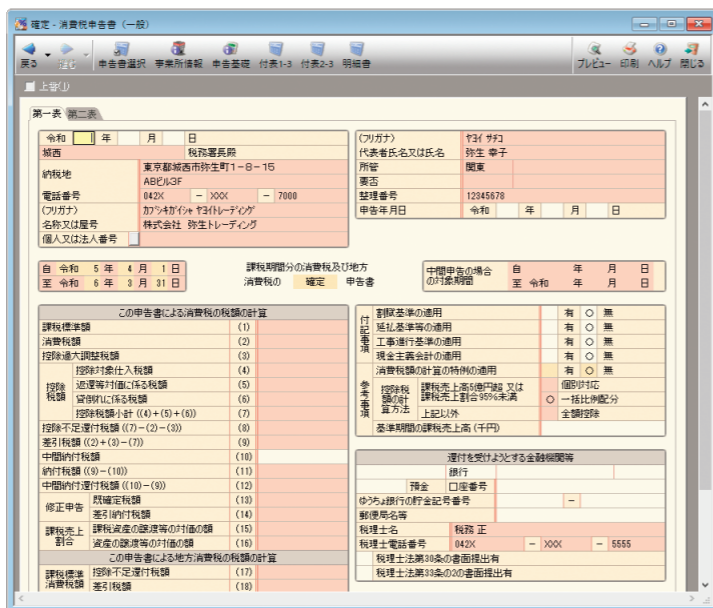 確定 - 消費税申告書（一般）
戻る 進む 申告書選択 事業所情報 申告基礎 付表1-3 付表2-3 明細書 プレビュー 印刷 ヘルプ 閉じる
上書(I)
第一表 第二表
令和 1 年 月 日
城西 税務署長殿
納税地 東京都城西市弥生町1－8－15
ABビル3F
電話番号 042X － XXX － 7000
(フリガナ) カブシキガイシャ ヤヨイトレーディング
名称又は屋号 株式会社 弥生トレーディング
個人又は法人番号
(フリガナ) ヤヨイ サチコ
代表者氏名又は氏名 弥生 幸子
所管 関東
要否
整理番号 12345678
申告年月日 令和 年 月 日
自 令和 5 年 4 月 1 日
至 令和 6 年 3 月 31 日
課税期間分の消費税及び地方
消費税の 確定 申告書
中間申告の場合の対象期間 自 年 月 日
至 令和 年 月 日
この申告書による消費税の税額の計算
課税標準額 (1)
消費税額 (2)
控除過大調整税額 (3)
控除税額 控除対象仕入税額 (4)
返還等対価に係る税額 (5)
貸倒れに係る税額 (6)
控除税額小計 ((4)+(5)+(6)) (7)
控除不足還付税額 ((7)-(2)-(3)) (8)
差引税額 ((2)+(3)-(7)) (9)
中間納付税額 (10)
納付税額 ((9)-(10)) (11)
中間納付還付税額 ((10)-(9)) (12)
修正申告 既確定税額 (13)
差引納付税額 (14)
課税売上割合 課税資産の譲渡等の対価の額 (15)
資産の譲渡等の対価の額 (16)
この申告書による地方消費税の税額の計算
課税標準消費税額 控除不足還付税額 (17)
差引税額 (18)
付記事項 割賦基準の適用 有 ○ 無
延払基準等の適用 有 ○ 無
工事進行基準の適用 有 ○ 無
現金主義会計の適用 有 ○ 無
消費税額の計算の特例の適用 有 ○ 無
参考事項 控除税額の計算方法 課税売上高5億円超 又は 課税売上割合95%未満 個別対応
○ 一括比例配分
上記以外 全額控除
基準期間の課税売上高 (千円)
還付を受けようとする金融機関等
銀行
預金 口座番号
ゆうちょ銀行の貯金記号番号 －
郵便局名等
税理士名 税務 正
税理士電話番号 042X － XXX － 5555
税理士法第30条の書面提出有
税理士法第33条の2の書面提出有